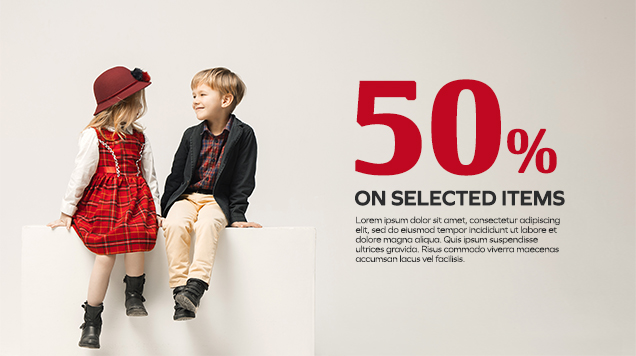 50%
ON SELECTED ITEMS
Lorem ipsum dolor sit amet, consectetur adipiscing
elit, sed do eiusmod tempor incididunt ut labore et
dolore magna aliqua. Quis ipsum suspendisse
ultrices gravida. Risus commodo viverra maecenas
accumsan lacus vel facilisis.